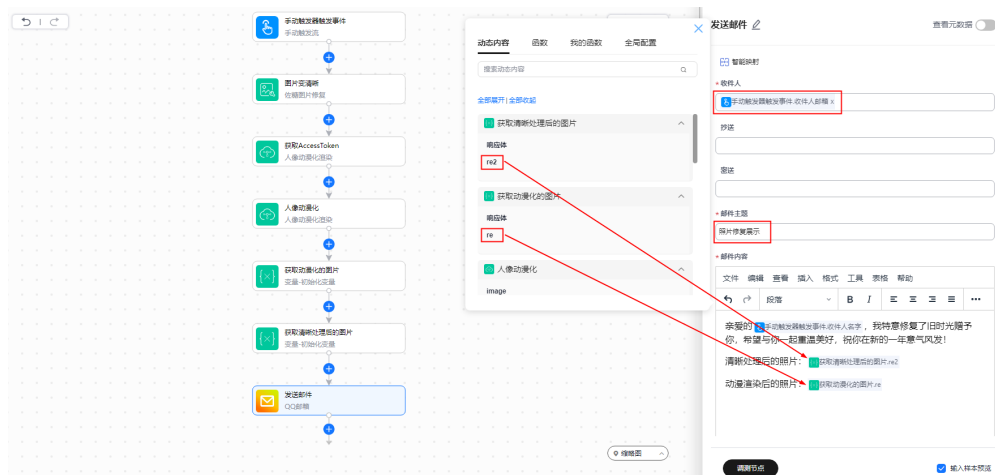 手动触发器触发事件
手动触发流
图片变清晰
佐糖图片修复
获取AccessToken
人像动漫化渲染
人像动漫化
人像动漫化渲染
获取动漫化的图片
变量-初始化变量
获取清晰处理后的图片
变量-初始化变量
发送邮件
QQ邮箱
缩略图
动态内容 函数 我的函数 全局配置
搜索动态内容
全部展开|全部收起
获取清晰处理后的图片
响应体
re2
获取动漫化的图片
响应体
re
人像动漫化
image
发送邮件
查看元数据
智能映射
* 收件人
手动触发器触发事件.收件人邮箱 x
抄送
密送
* 邮件主题
照片修复展示
* 邮件内容
文件 编辑 查看 插入 格式 工具 表格 帮助
段落 B I
亲爱的 手动触发器触发事件.收件人名字 ，我特意修复了旧时光赠予
你，希望与你一起重温美好，祝你在新的一年意气风发！
清晰处理后的照片： 获取清晰处理后的图片.re2
动漫渲染后的照片： 获取动漫化的图片.re
调测节点
输入样本预览